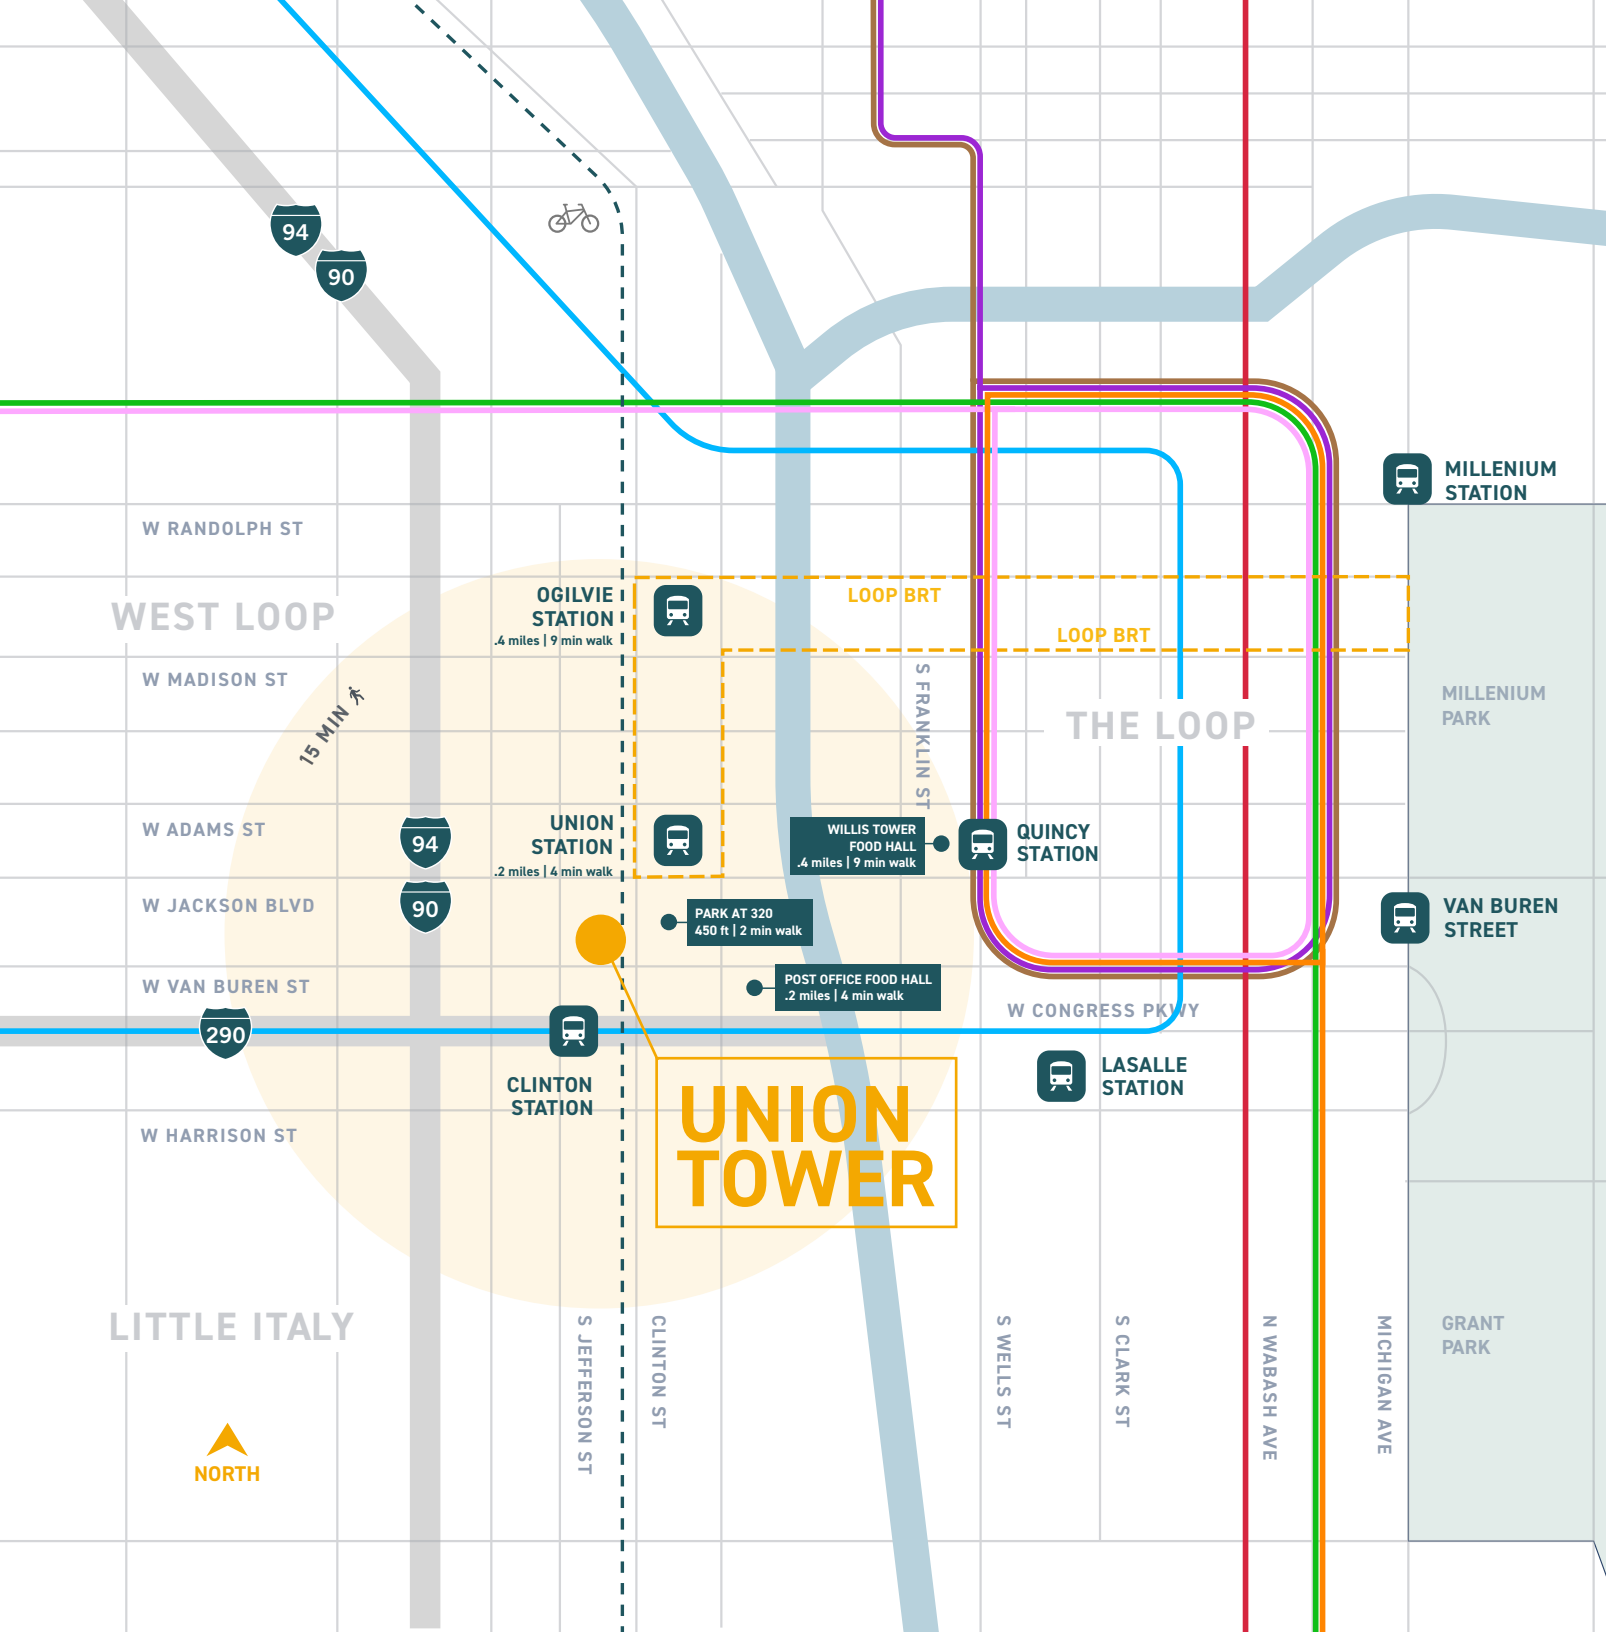 94
90
MILLENIUM
STATION
W RANDOLPH ST
OGILVIE
STATION
.4 miles | 9 min walk
LOOP BRT
WEST LOOP
LOOP BRT
W MADISON ST
S FRANKLIN ST
MILLENIUM
PARK
15 MIN
THE LOOP
W ADAMS ST
94
UNION
STATION
.2 miles | 4 min walk
WILLIS TOWER
FOOD HALL
.4 miles | 9 min walk
QUINCY
STATION
W JACKSON BLVD
90
PARK AT 320
450 ft | 2 min walk
VAN BUREN
STREET
W VAN BUREN ST
POST OFFICE FOOD HALL
.2 miles | 4 min walk
W CONGRESS PKWY
290
CLINTON
STATION
LASALLE
STATION
UNION
TOWER
W HARRISON ST
LITTLE ITALY
S JEFFERSON ST
CLINTON ST
S WELLS ST
S CLARK ST
N WABASH AVE
MICHIGAN AVE
GRANT
PARK
NORTH